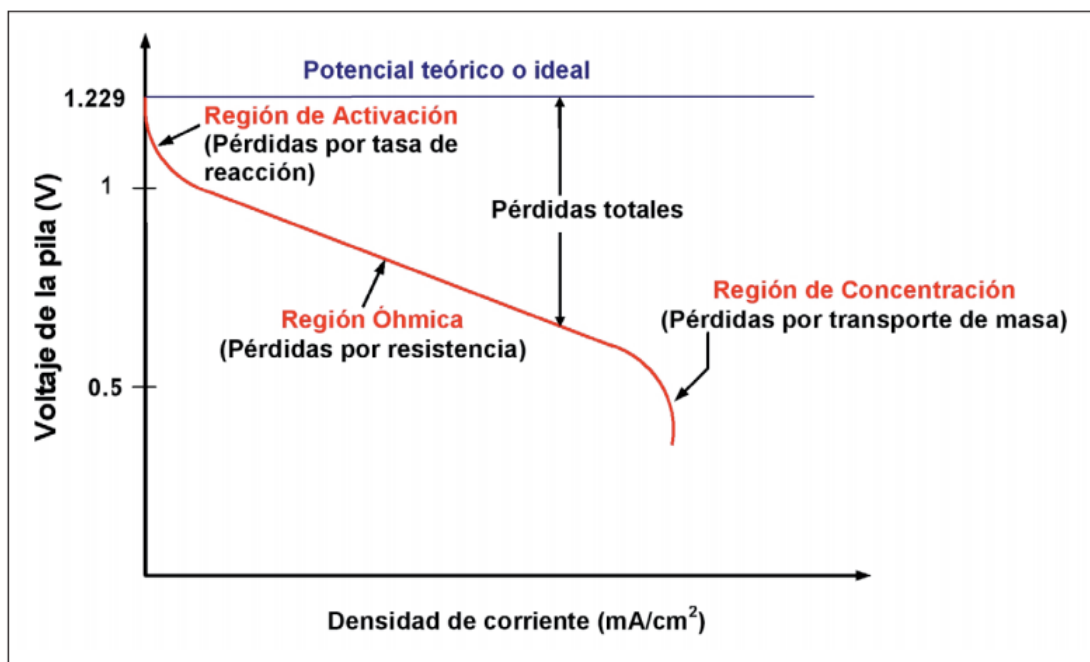 Potencial teórico o ideal
1.229
Región de Activación
(Pérdidas por tasa de
reacción)
1
Pérdidas totales
Voltaje de la pila (V)
Región de Concentración
(Pérdidas por transporte de masa)
Región Óhmica
(Pérdidas por resistencia)
0.5
Densidad de corriente (mA/cm²)